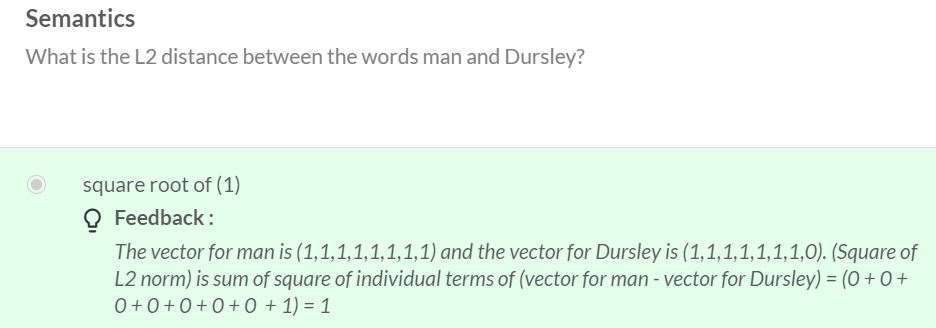 Semantics
What is the L2 distance between the words man and Dursley?
square root of (1)
Feedback :
The vector for man is (1,1,1,1,1,1,1,1) and the vector for Dursley is (1,1,1,1,1,1,1,0). (Square of
L2 norm) is sum of square of individual terms of (vector for man - vector for Dursley) = (0 + 0 +
0 + 0 + 0 + 0 + 0  + 1) = 1